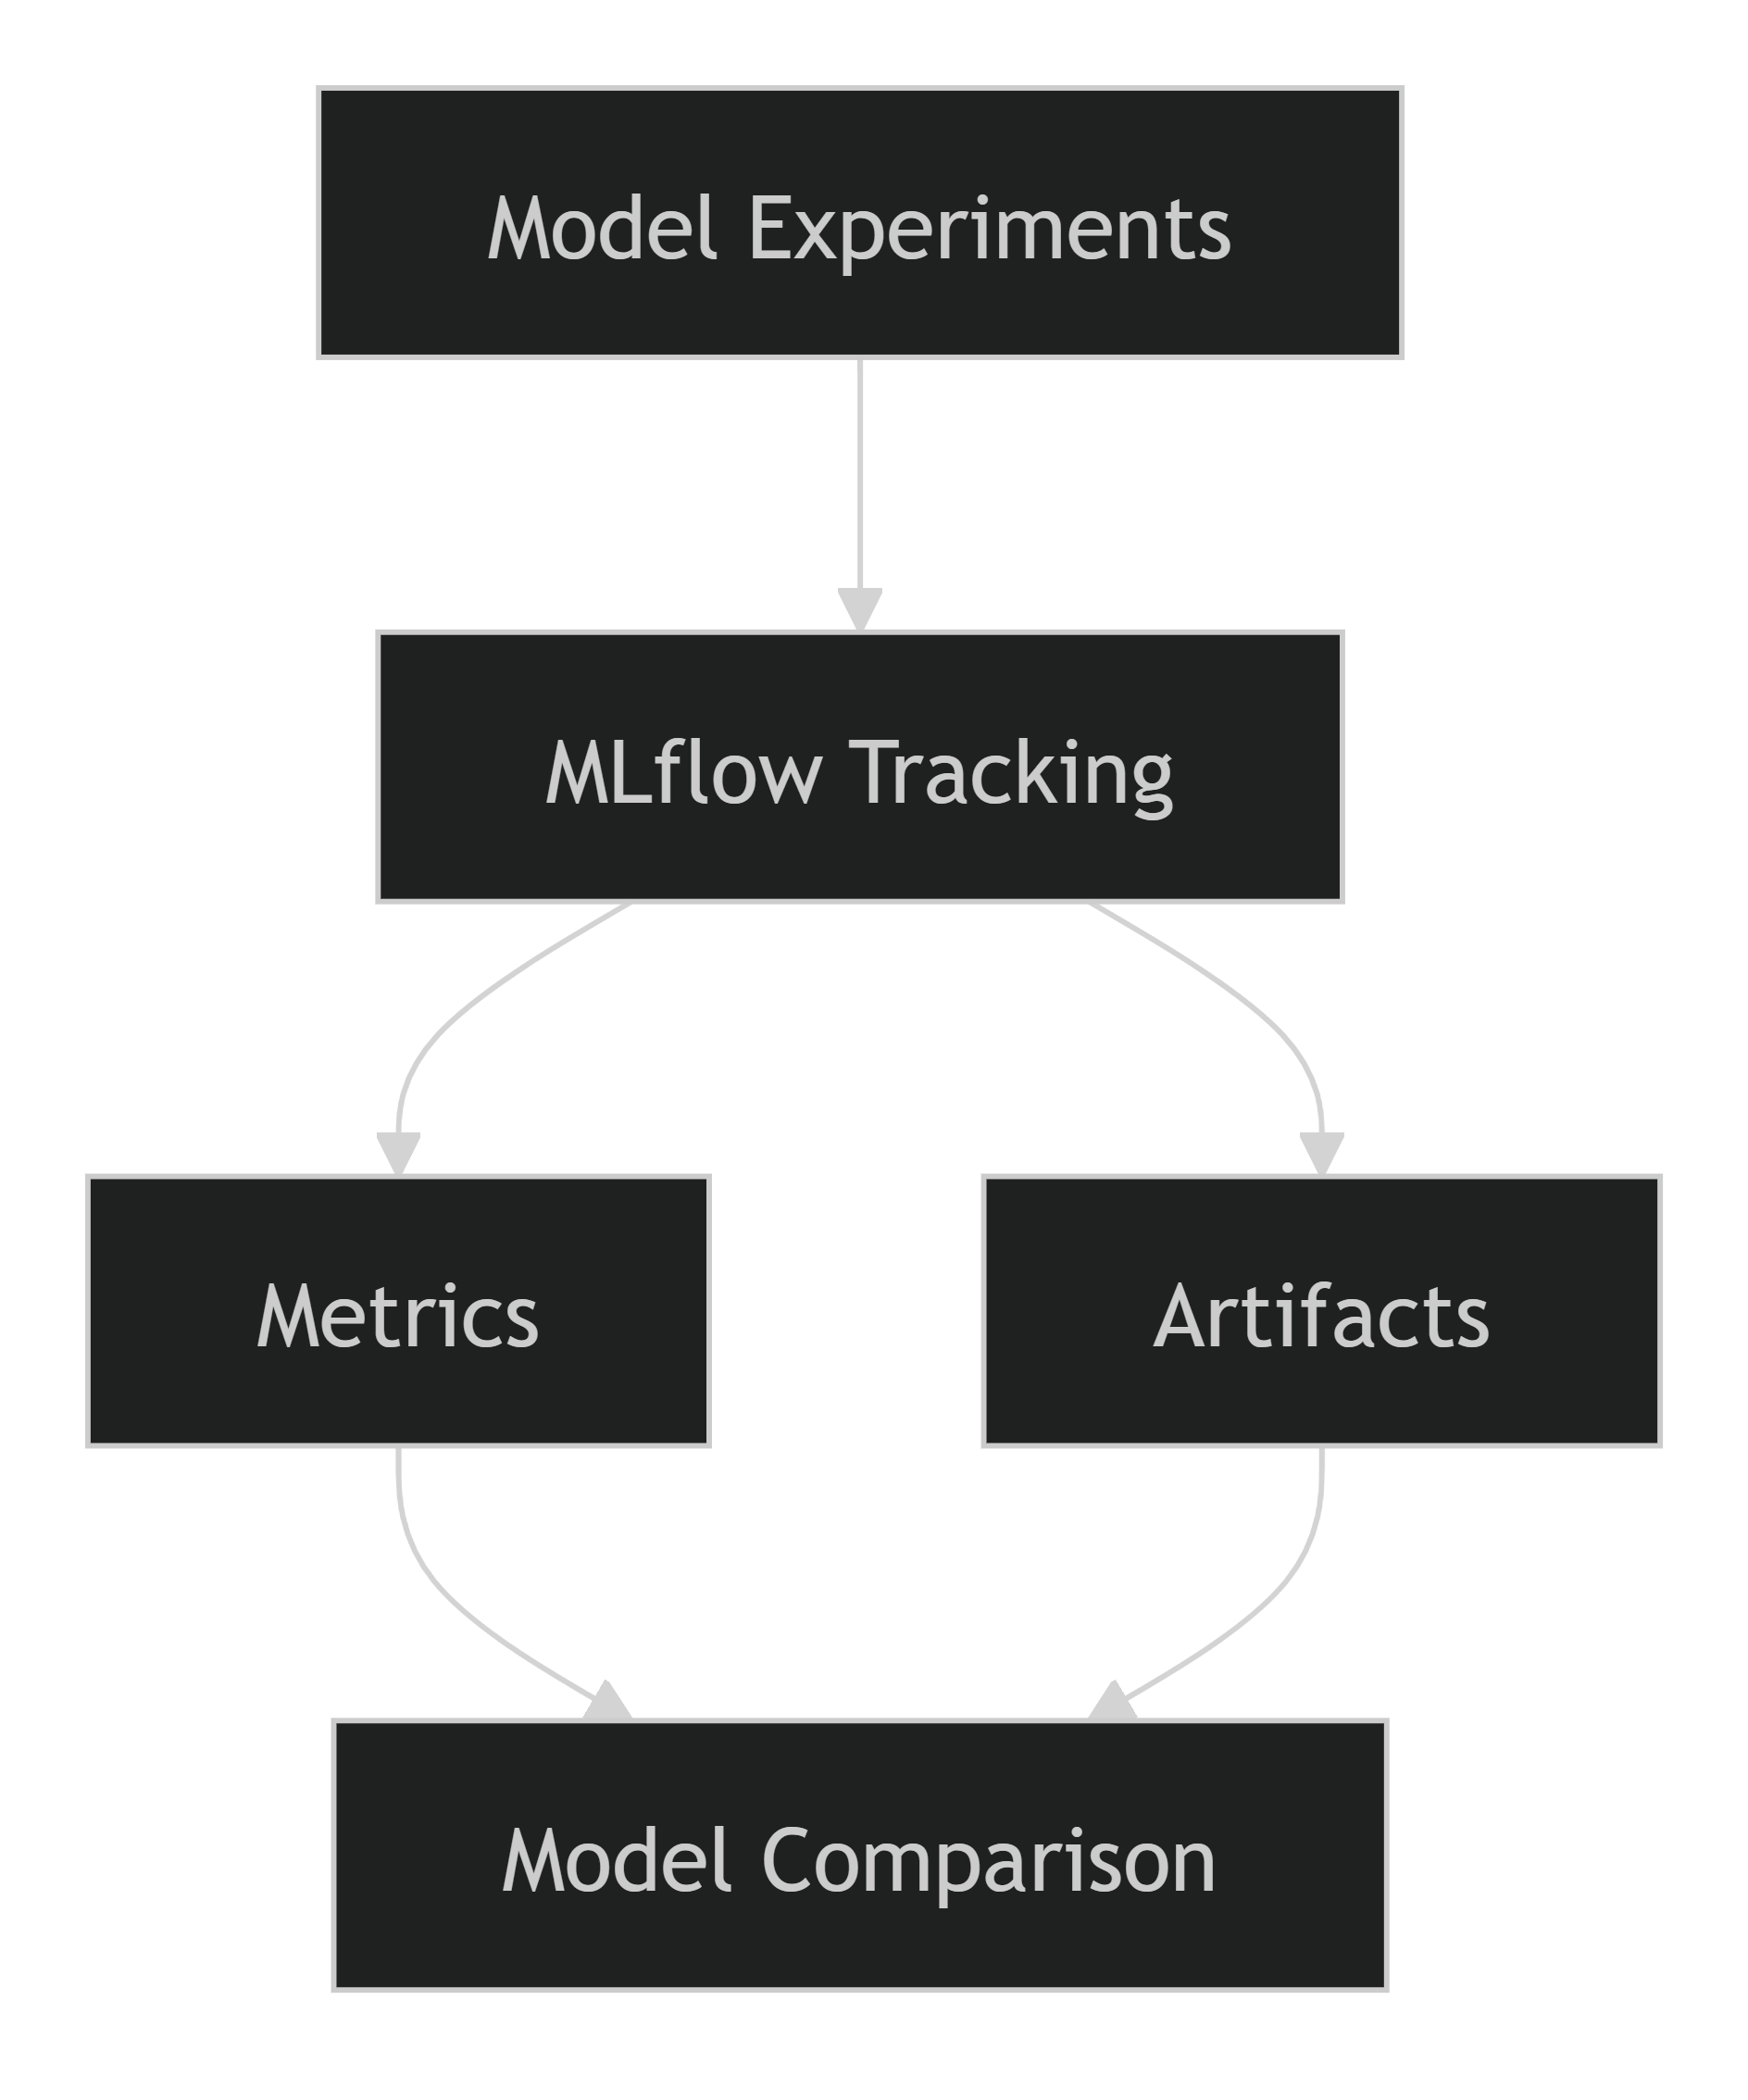 Model Experiments
MLflow Tracking
Metrics
Artifacts
Model Comparison